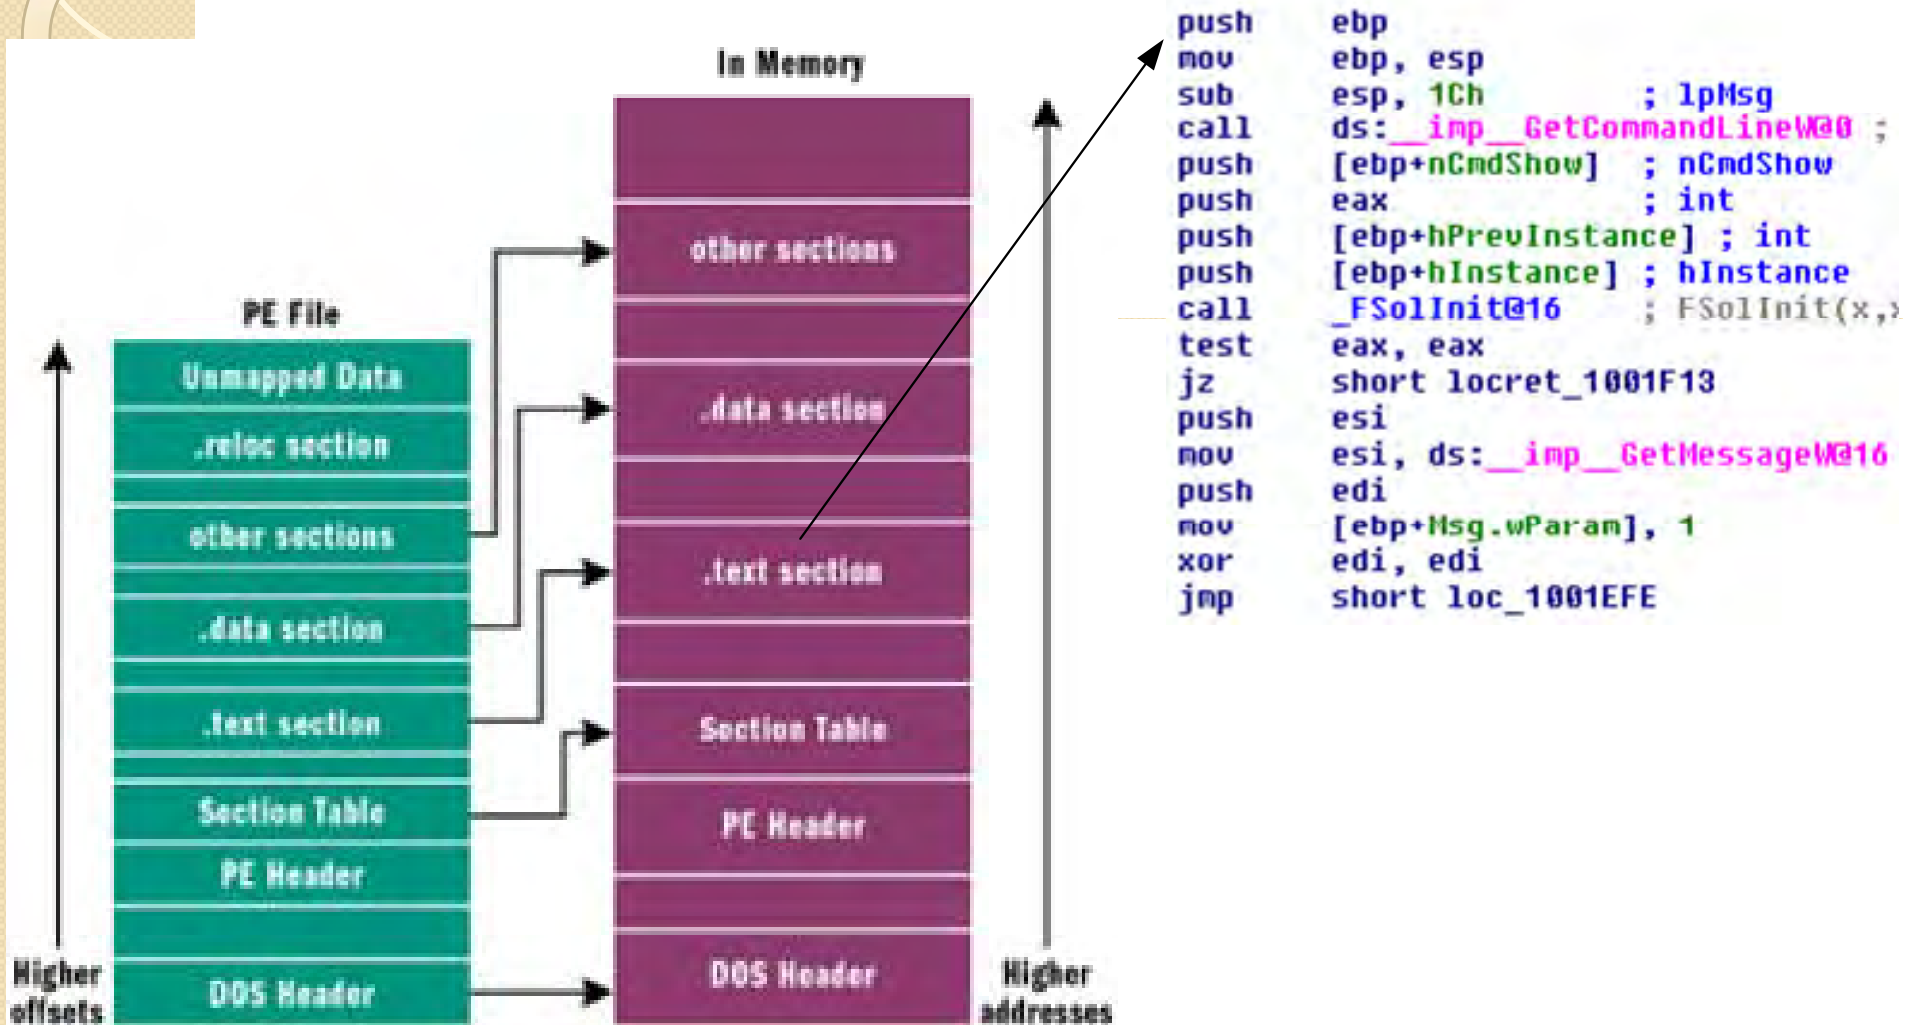 PE File
Unmapped Data
.reloc section
other sections
.data section
.text section
Section Table
PE Header
DOS Header
Higher
offsets
In Memory
other sections
.data section
.text section
Section Table
PE Header
DOS Header
Higher
addresses
push ebp
mov ebp, esp
sub esp, 1Ch ; lpMsg
call ds:__imp__GetCommandLineW@0 ;
push [ebp+nCmdShow] ; nCmdShow
push eax ; int
push [ebp+hPrevInstance] ; int
push [ebp+hInstance] ; hInstance
call _FSolInit@16 ; FSolInit(x,
test eax, eax
jz short locret_1001F13
push esi
mov esi, ds:__imp__GetMessageW@16
push edi
mov [ebp+Msg.wParam], 1
xor edi, edi
jmp short loc_1001EFE